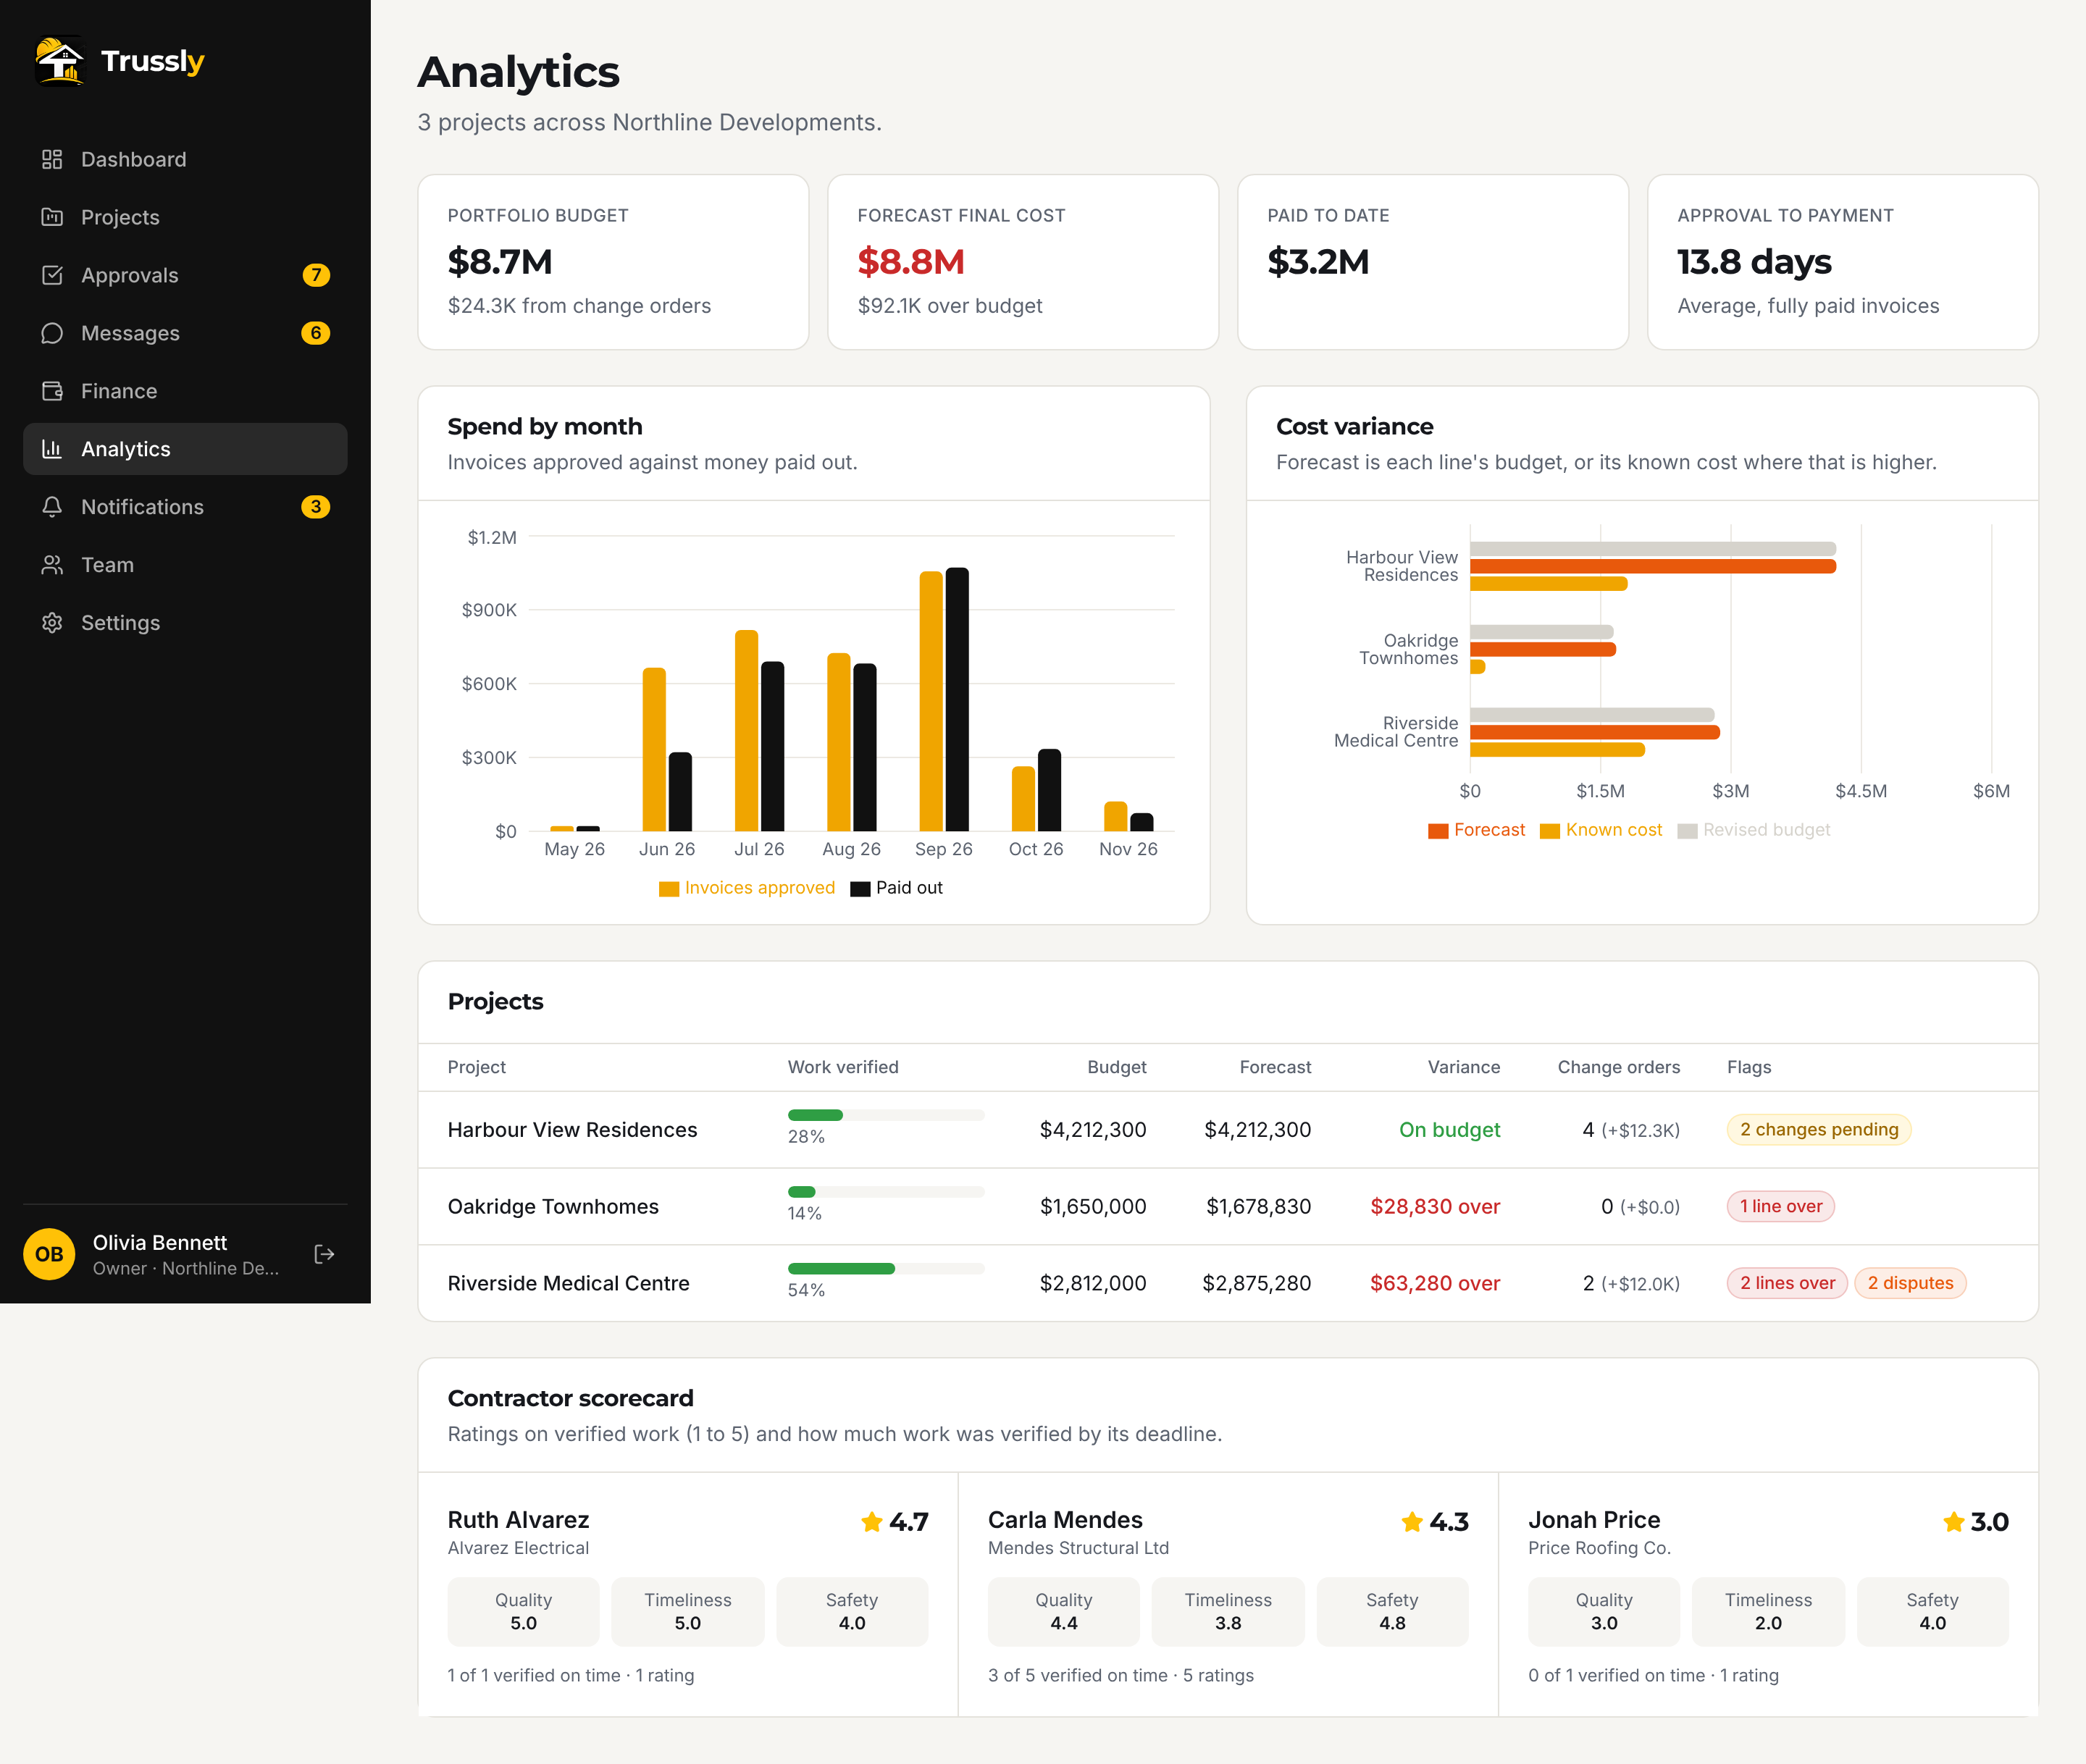 Trussly
Dashboard
Projects
Approvals 7
Messages 6
Finance
Analytics
Notifications 3
Team
Settings
OB
Olivia Bennett
Owner · Northline De...
Analytics
3 projects across Northline Developments.
PORTFOLIO BUDGET
$8.7M
$24.3K from change orders
FORECAST FINAL COST
$8.8M
$92.1K over budget
PAID TO DATE
$3.2M
APPROVAL TO PAYMENT
13.8 days
Average, fully paid invoices
Spend by month
Invoices approved against money paid out.
$1.2M
$900K
$600K
$300K
$0
May 26 Jun 26 Jul 26 Aug 26 Sep 26 Oct 26 Nov 26
Invoices approved Paid out
Cost variance
Forecast is each line's budget, or its known cost where that is higher.
Harbour View
Residences
Oakridge
Townhomes
Riverside
Medical Centre
$0 $1.5M $3M $4.5M $6M
Forecast Known cost Revised budget
Projects
Project Work verified Budget Forecast Variance Change orders Flags
Harbour View Residences 28% $4,212,300 $4,212,300 On budget 4 (+$12.3K) 2 changes pending
Oakridge Townhomes 14% $1,650,000 $1,678,830 $28,830 over 0 (+$0.0) 1 line over
Riverside Medical Centre 54% $2,812,000 $2,875,280 $63,280 over 2 (+$12.0K) 2 lines over 2 disputes
Contractor scorecard
Ratings on verified work (1 to 5) and how much work was verified by its deadline.
Ruth Alvarez 4.7
Alvarez Electrical
Quality Timeliness Safety
5.0 5.0 4.0
1 of 1 verified on time · 1 rating
Carla Mendes 4.3
Mendes Structural Ltd
Quality Timeliness Safety
4.4 3.8 4.8
3 of 5 verified on time · 5 ratings
Jonah Price 3.0
Price Roofing Co.
Quality Timeliness Safety
3.0 2.0 4.0
0 of 1 verified on time · 1 rating